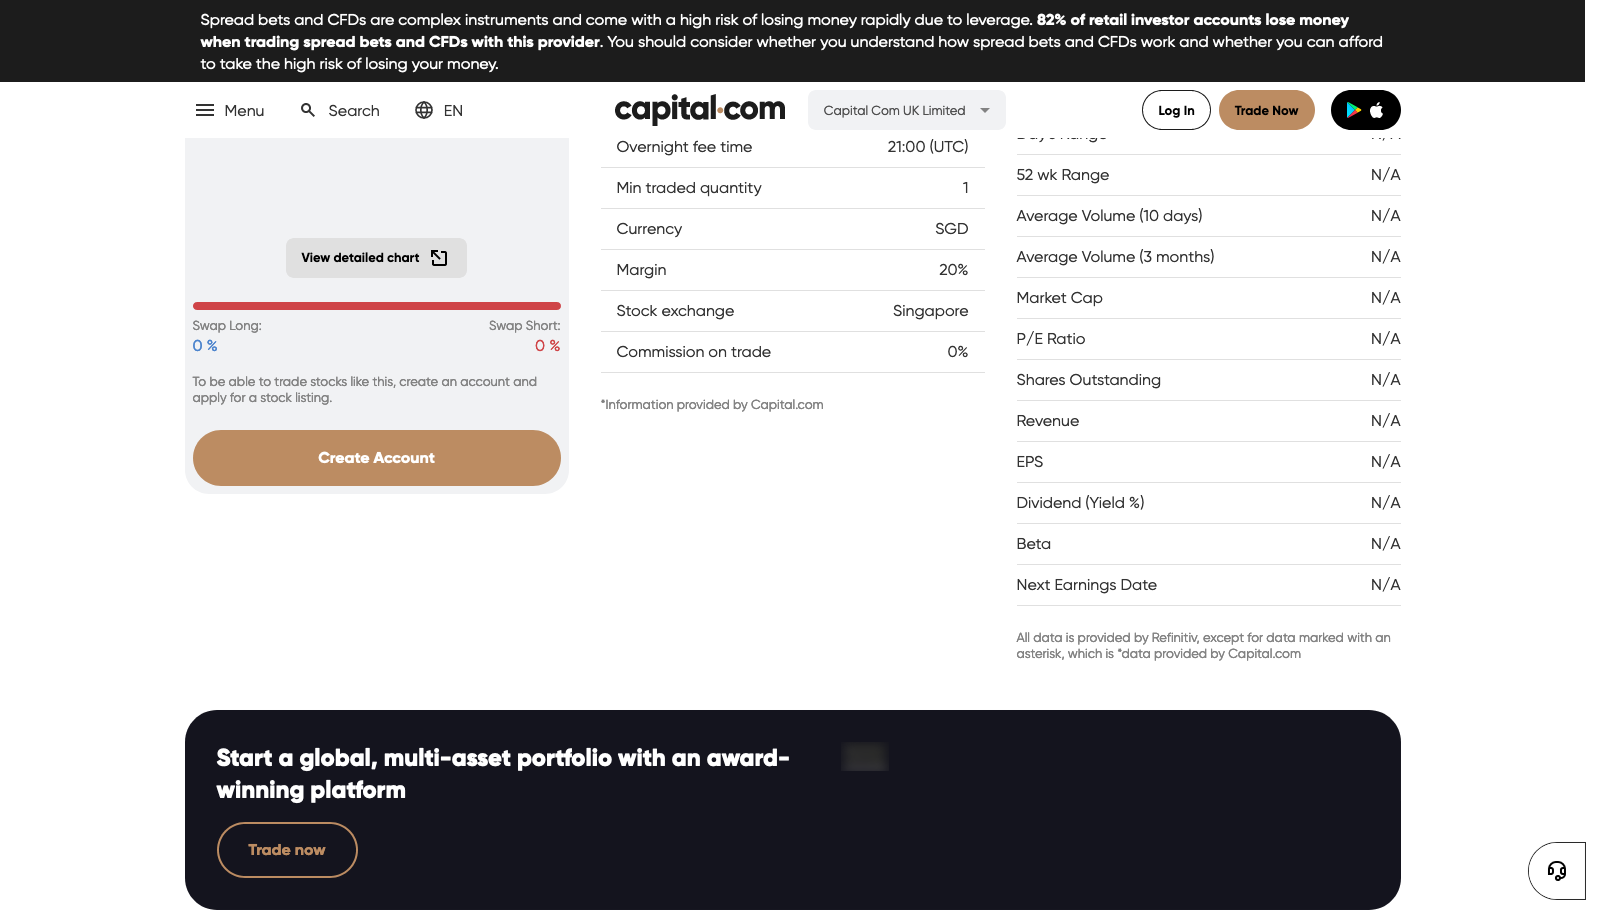 Spread bets and CFDs are complex instruments and come with a high risk of losing money rapidly due to leverage. 82% of retail investor accounts lose money
when trading spread bets and CFDs with this provider. You should consider whether you understand how spread bets and CFDs work and whether you can afford
to take the high risk of losing your money.
Menu
Search
EN
capital.com
Capital Com UK Limited
Log In
Trade Now
View detailed chart
Swap Long:
Swap Short:
0 %
0 %
To be able to trade stocks like this, create an account and
apply for a stock listing.
Create Account
Overnight fee time 21:00 (UTC)
Min traded quantity 1
Currency SGD
Margin 20%
Stock exchange Singapore
Commission on trade 0%
*Information provided by Capital.com
52 wk Range N/A
Average Volume (10 days) N/A
Average Volume (3 months) N/A
Market Cap N/A
P/E Ratio N/A
Shares Outstanding N/A
Revenue N/A
EPS N/A
Dividend (Yield %) N/A
Beta N/A
Next Earnings Date N/A
All data is provided by Refinitiv, except for data marked with an
asterisk, which is *data provided by Capital.com
Start a global, multi-asset portfolio with an award-
winning platform
Trade now